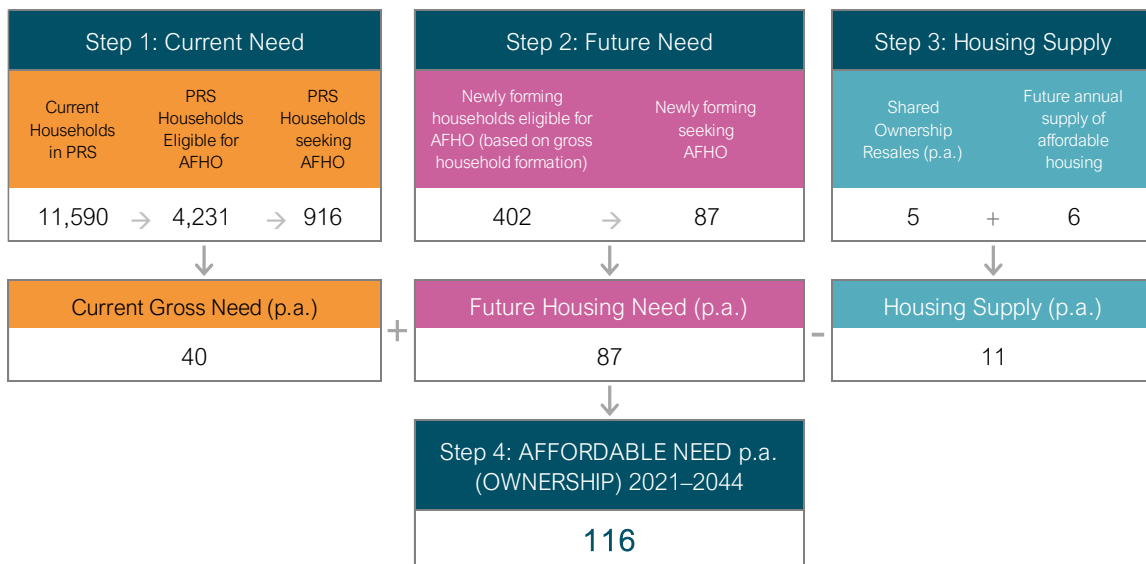 Step 1: Current Need
Current
Households
in PRS
PRS
Households
Eligible for
AFHO
PRS
Households
seeking
AFHO
11,590 → 4,231 → 916
Current Gross Need (p.a.)
40
+
Step 2: Future Need
Newly forming
households eligible for
AFHO (based on gross
household formation)
Newly forming
seeking
AFHO
402 → 87
Future Housing Need (p.a.)
87
-
Step 3: Housing Supply
Shared
Ownership
Resales (p.a.)
Future annual
supply of
affordable
housing
5 + 6
Housing Supply (p.a.)
11
Step 4: AFFORDABLE NEED p.a.
(OWNERSHIP) 2021–2044
116